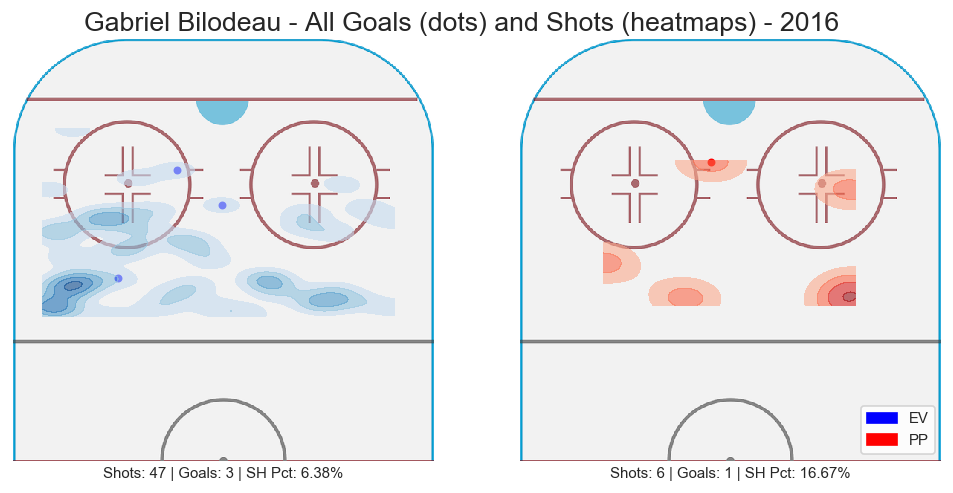 Gabriel Bilodeau - All Goals (dots) and Shots (heatmaps) - 2016
EV
PP
Shots: 47 | Goals: 3 | SH Pct: 6.38%
Shots: 6 | Goals: 1 | SH Pct: 16.67%